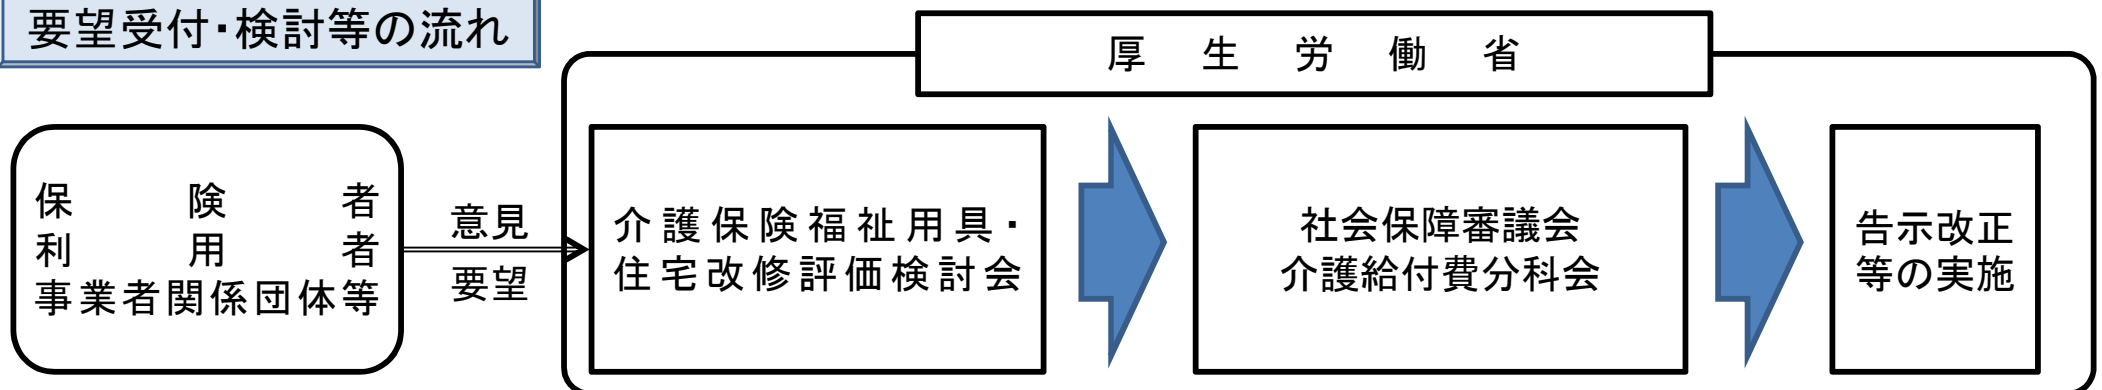 要望受付・検討等の流れ
厚生労働省
保険者
利用者
事業者関係団体等
意見
要望
介護保険福祉用具・
住宅改修評価検討会
社会保障審議会
介護給付費分科会
告示改正
等の実施